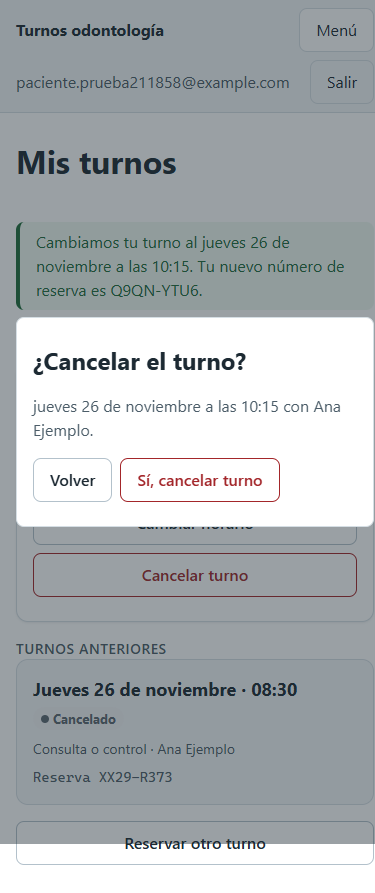 Turnos odontología
Menú
paciente.prueba211858@example.com
Salir
Mis turnos
Cambiamos tu turno al jueves 26 de
noviembre a las 10:15. Tu nuevo número de
reserva es Q9QN-YTU6.
¿Cancelar el turno?
jueves 26 de noviembre a las 10:15 con Ana
Ejemplo.
Volver
Sí, cancelar turno
Cambiar horario
Cancelar turno
TURNOS ANTERIORES
Jueves 26 de noviembre · 08:30
Cancelado
Consulta o control · Ana Ejemplo
Reserva XX29-R373
Reservar otro turno